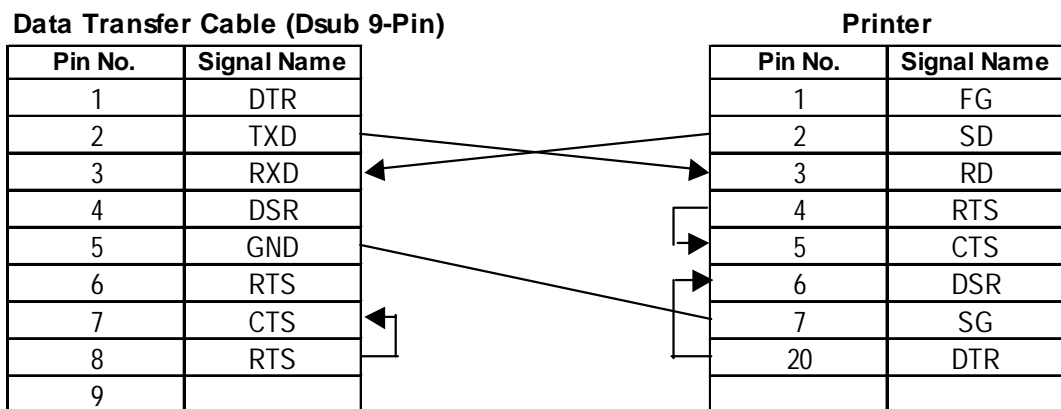 Data Transfer Cable (Dsub 9-Pin) Printer
Pin No. Signal Name Pin No. Signal Name
1 DTR 1 FG
2 TXD 2 SD
3 RXD 3 RD
4 DSR 4 RTS
5 GND 5 CTS
6 RTS 6 DSR
7 CTS 7 SG
8 RTS 20 DTR
9